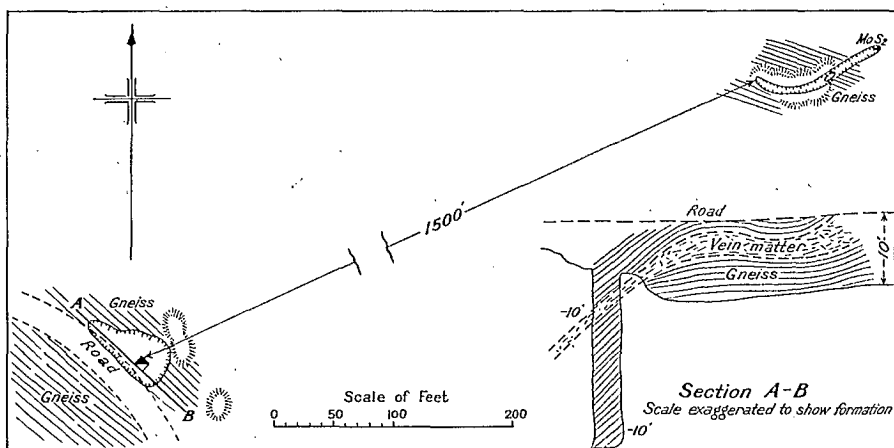 MoS2
Gneiss
1500'
Road
Vein matter
Gneiss
10'
-10'
-10'
Section A-B
Scale exaggerated to show formation
A
Gneiss
Road
Gneiss
B
Scale of Feet
0 50 100 200